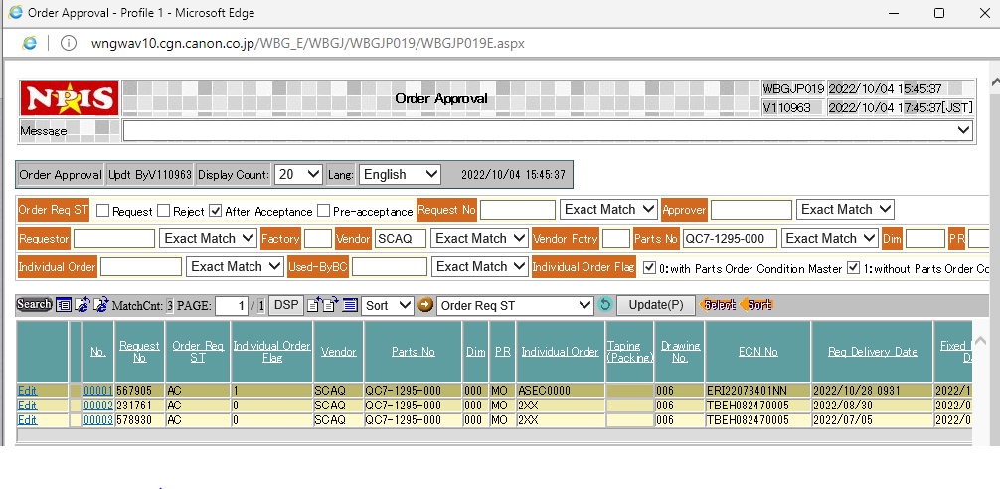 Order Approval - Profile 1 - Microsoft Edge
wngwav10.cgn.canon.co.jp/WBG_E/WBGJ/WBGJP019/WBGJP019E.aspx
NPIS Order Approval WBGJP019 2022/10/04 15:45:37
V110963 2022/10/04 17:45:37[JST]
Message
Order Approval Updt By V110963 Display Count: 20 Lang: English 2022/10/04 15:45:37
Order Req ST Request Reject After Acceptance Pre-acceptance Request No Exact Match Approver Exact Match
Requestor Exact Match Factory Vendor SCAQ Exact Match Vendor Fctry Parts No QC7-1295-000 Exact Match Dim PR
Individual Order Exact Match Used-ByBC Exact Match Individual Order Flag 0:with Parts Order Condition Master 1:without Parts Order Co
Search MatchCnt: 3 PAGE: 1 / 1 DSP Sort Order Req ST Update(P) Select Sort
No. Request No Order Req ST Individual Order Flag Vendor Parts No Dim PR Individual Order Taping (Packing) Drawing No. ECN No Req Delivery Date Fixed D
Edit 00001 567905 AC 1 SCAQ QC7-1295-000 000 MO ASEC0000 006 ERI22078401NN 2022/10/28 0931 2022/1
Edit 00002 231761 AC 0 SCAQ QC7-1295-000 000 MO 2XX 006 TBEH082470005 2022/08/30 2022/0
Edit 00003 578930 AC 0 SCAQ QC7-1295-000 000 MO 2XX 006 TBEH082470005 2022/07/05 2022/0